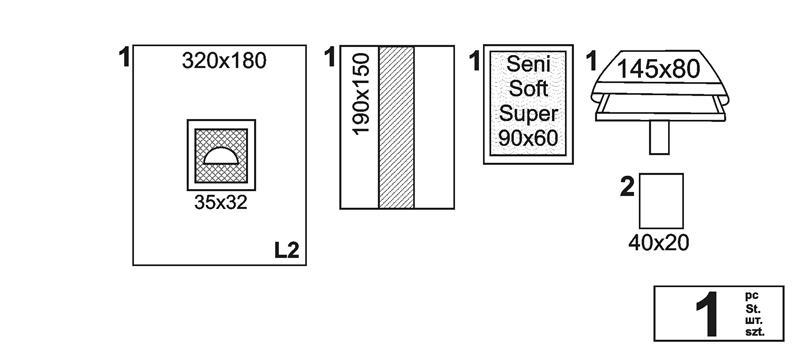 1
320x180
35x32
L2
1
190x150
1
Seni
Soft
Super
90x60
1
145x80
2
40x20
1
pc
St.
шт.
szt.